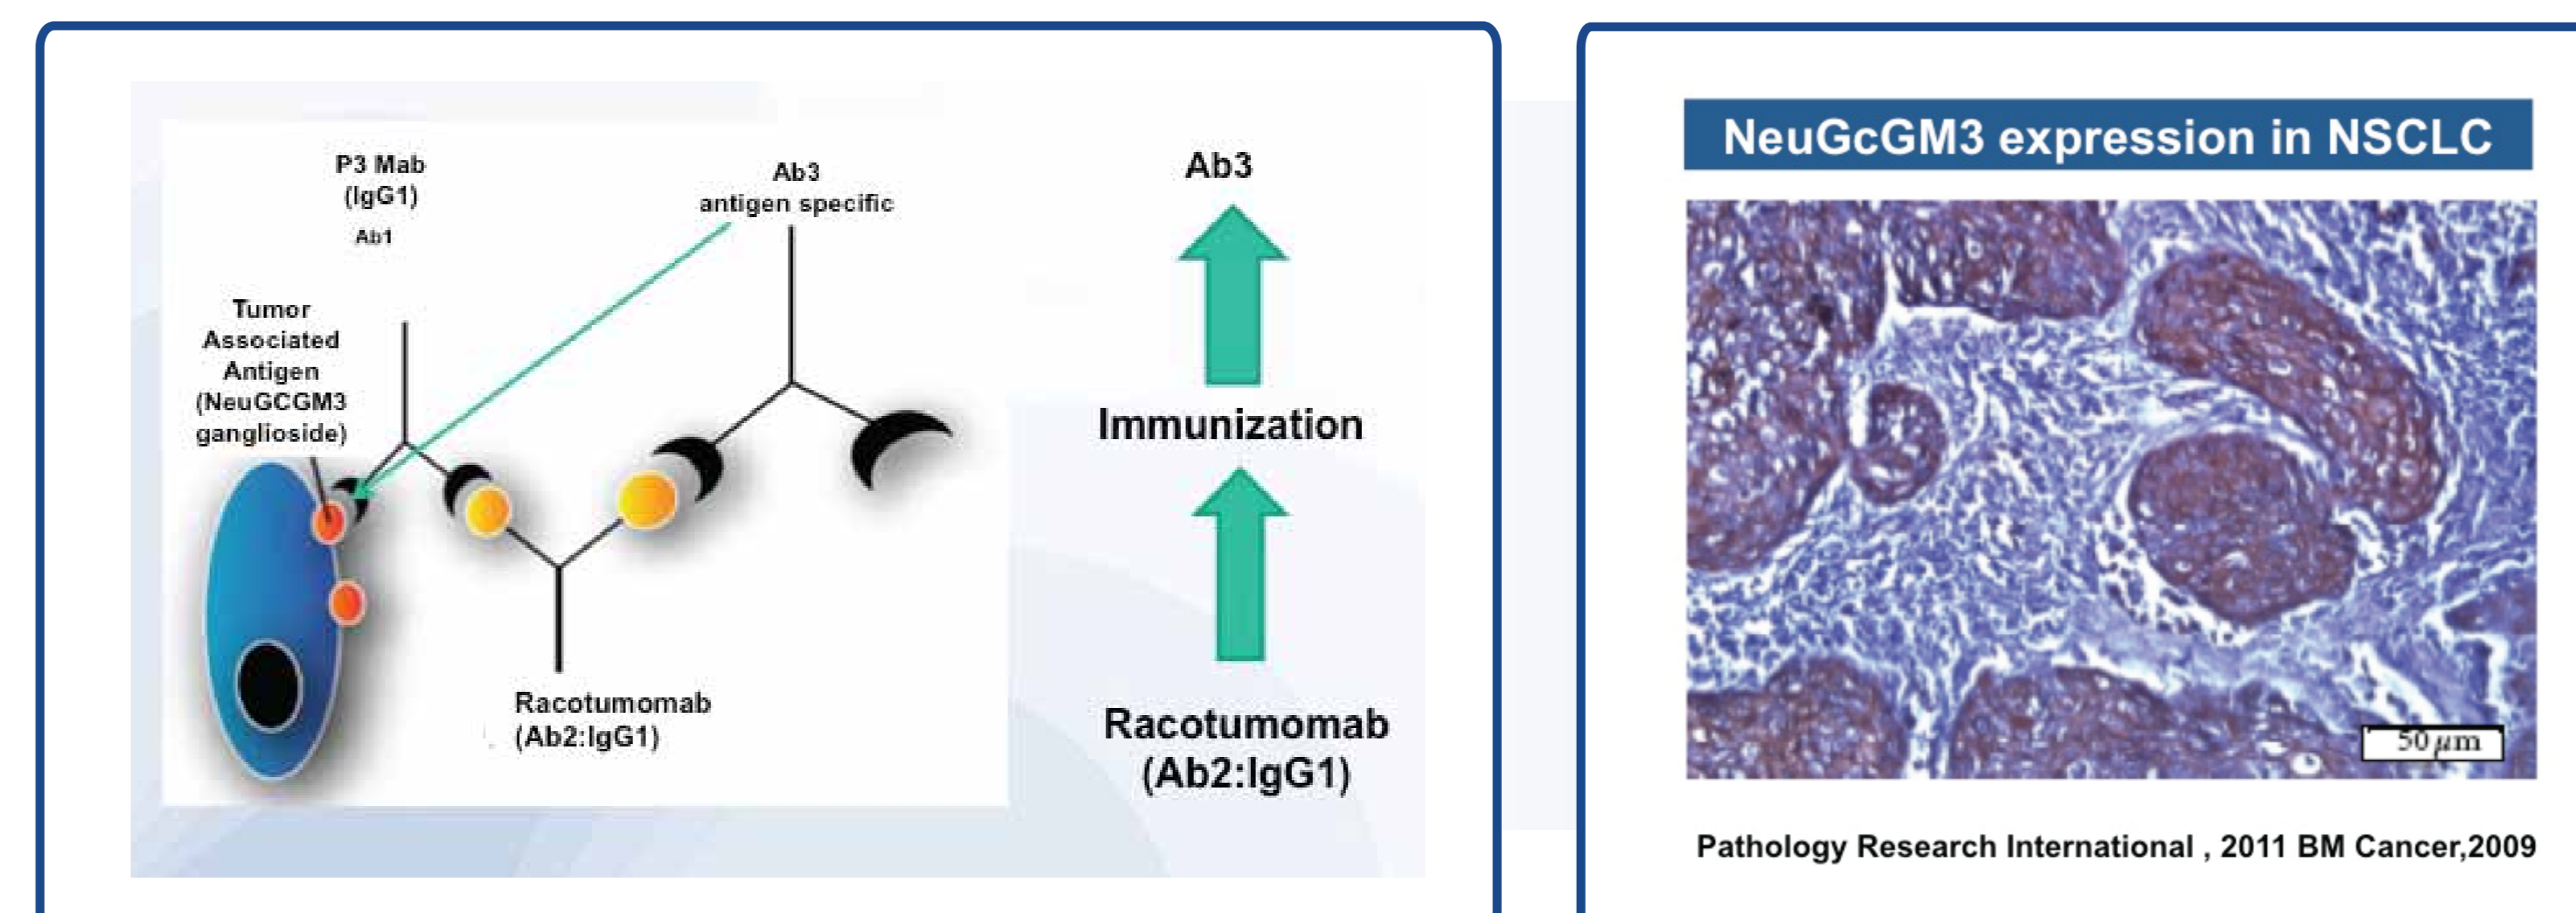 P3 Mab
(IgG1)
Ab1
Tumor
Associated
Antigen
(NeuGCGM3
ganglioside)
Ab3
antigen specific
Racotumomab
(Ab2:IgG1)
Ab3
Immunization
Racotumomab
(Ab2:IgG1)
NeuGcGM3 expression in NSCLC
50 µm
Pathology Research International , 2011 BM Cancer,2009